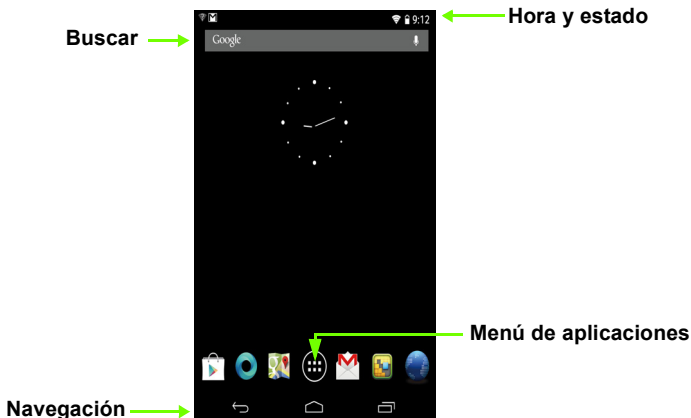 Hora y estado
9:12
Buscar
Google
Menú de aplicaciones
Navegación